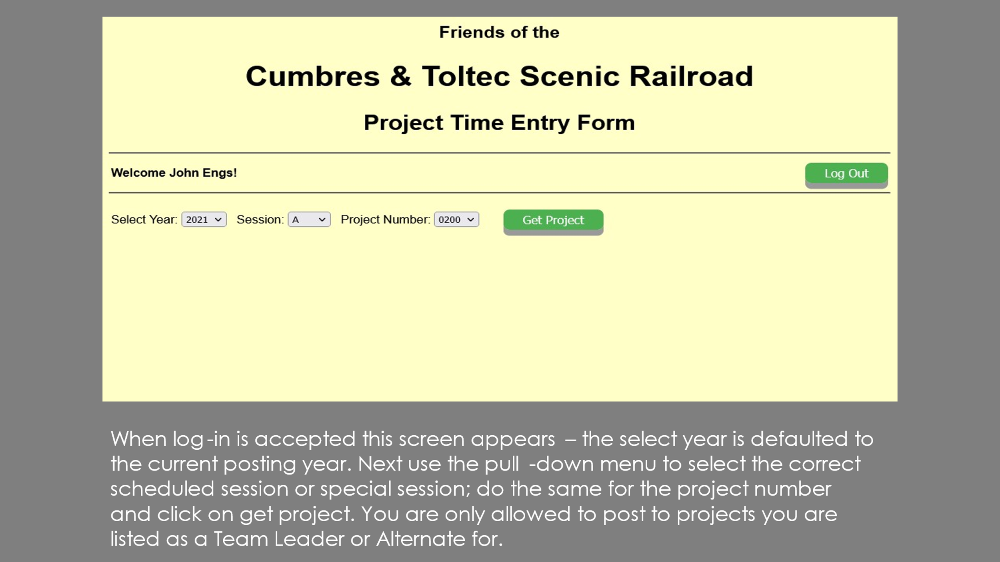 Friends of the
Cumbres & Toltec Scenic Railroad
Project Time Entry Form
Welcome John Engs!
Log Out
Select Year: 2021 Session: A Project Number: 0200 Get Project
When log-in is accepted this screen appears – the select year is defaulted to
the current posting year. Next use the pull -down menu to select the correct
scheduled session or special session; do the same for the project number
and click on get project. You are only allowed to post to projects you are
listed as a Team Leader or Alternate for.